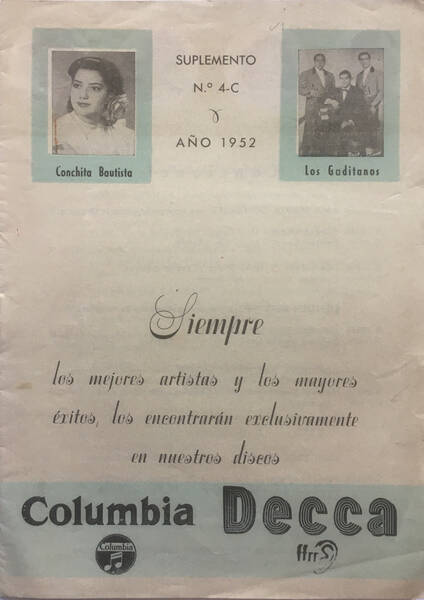 SUPLEMENTO
N.º 4-C
AÑO 1952
Conchita Bautista
Los Gaditanos
Siempre
los mejores artistas y los mayores
éxitos, los encontrarán exclusivamente
en nuestros discos
Columbia Decca
Columbia
ffrr